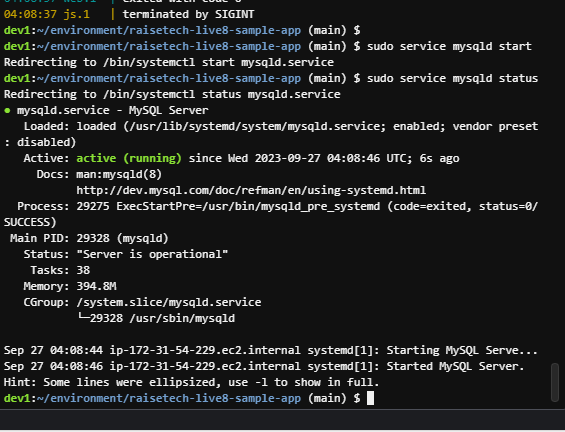 04:08:37 web.1  | exited with code 0
04:08:37 js.1   | terminated by SIGINT
dev1:~/environment/raisetech-live8-sample-app (main) $
dev1:~/environment/raisetech-live8-sample-app (main) $ sudo service mysqld start
Redirecting to /bin/systemctl start mysqld.service
dev1:~/environment/raisetech-live8-sample-app (main) $ sudo service mysqld status
Redirecting to /bin/systemctl status mysqld.service
● mysqld.service - MySQL Server
   Loaded: loaded (/usr/lib/systemd/system/mysqld.service; enabled; vendor preset
: disabled)
   Active: active (running) since Wed 2023-09-27 04:08:46 UTC; 6s ago
     Docs: man:mysqld(8)
           http://dev.mysql.com/doc/refman/en/using-systemd.html
  Process: 29275 ExecStartPre=/usr/bin/mysqld_pre_systemd (code=exited, status=0/
SUCCESS)
 Main PID: 29328 (mysqld)
   Status: "Server is operational"
    Tasks: 38
   Memory: 394.8M
   CGroup: /system.slice/mysqld.service
           └─29328 /usr/sbin/mysqld

Sep 27 04:08:44 ip-172-31-54-229.ec2.internal systemd[1]: Starting MySQL Serve...
Sep 27 04:08:46 ip-172-31-54-229.ec2.internal systemd[1]: Started MySQL Server.
Hint: Some lines were ellipsized, use -l to show in full.
dev1:~/environment/raisetech-live8-sample-app (main) $